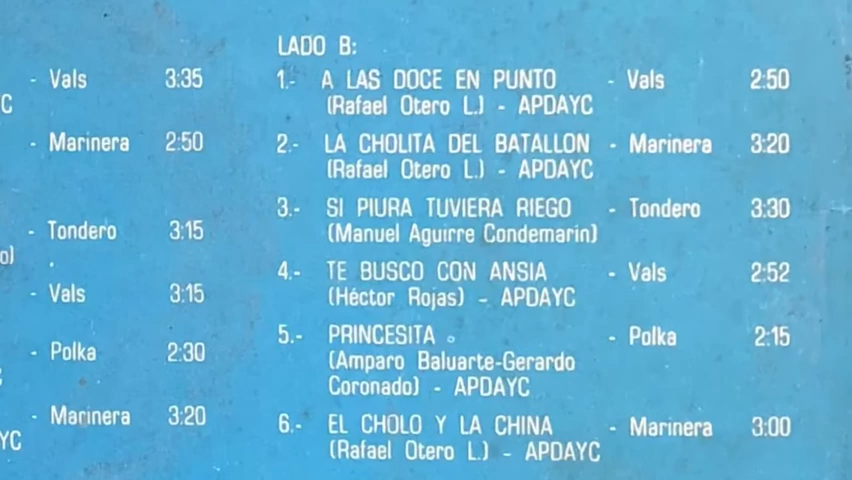 - Vals 3:35
C
- Marinera 2:50
- Tondero 3:15
o)
- Vals 3:15
- Polka 2:30
- Marinera 3:20
YC
LADO B:
1.- A LAS DOCE EN PUNTO - Vals 2:50
(Rafael Otero L.) - APDAYC
2.- LA CHOLITA DEL BATALLON - Marinera 3:20
(Rafael Otero L.) - APDAYC
3.- SI PIURA TUVIERA RIEGO - Tondero 3:30
(Manuel Aguirre Condemarin)
4.- TE BUSCO CON ANSIA - Vals 2:52
(Héctor Rojas) - APDAYC
5.- PRINCESITA - Polka 2:15
(Amparo Baluarte-Gerardo
Coronado) - APDAYC
6.- EL CHOLO Y LA CHINA - Marinera 3:00
(Rafael Otero L.) - APDAYC